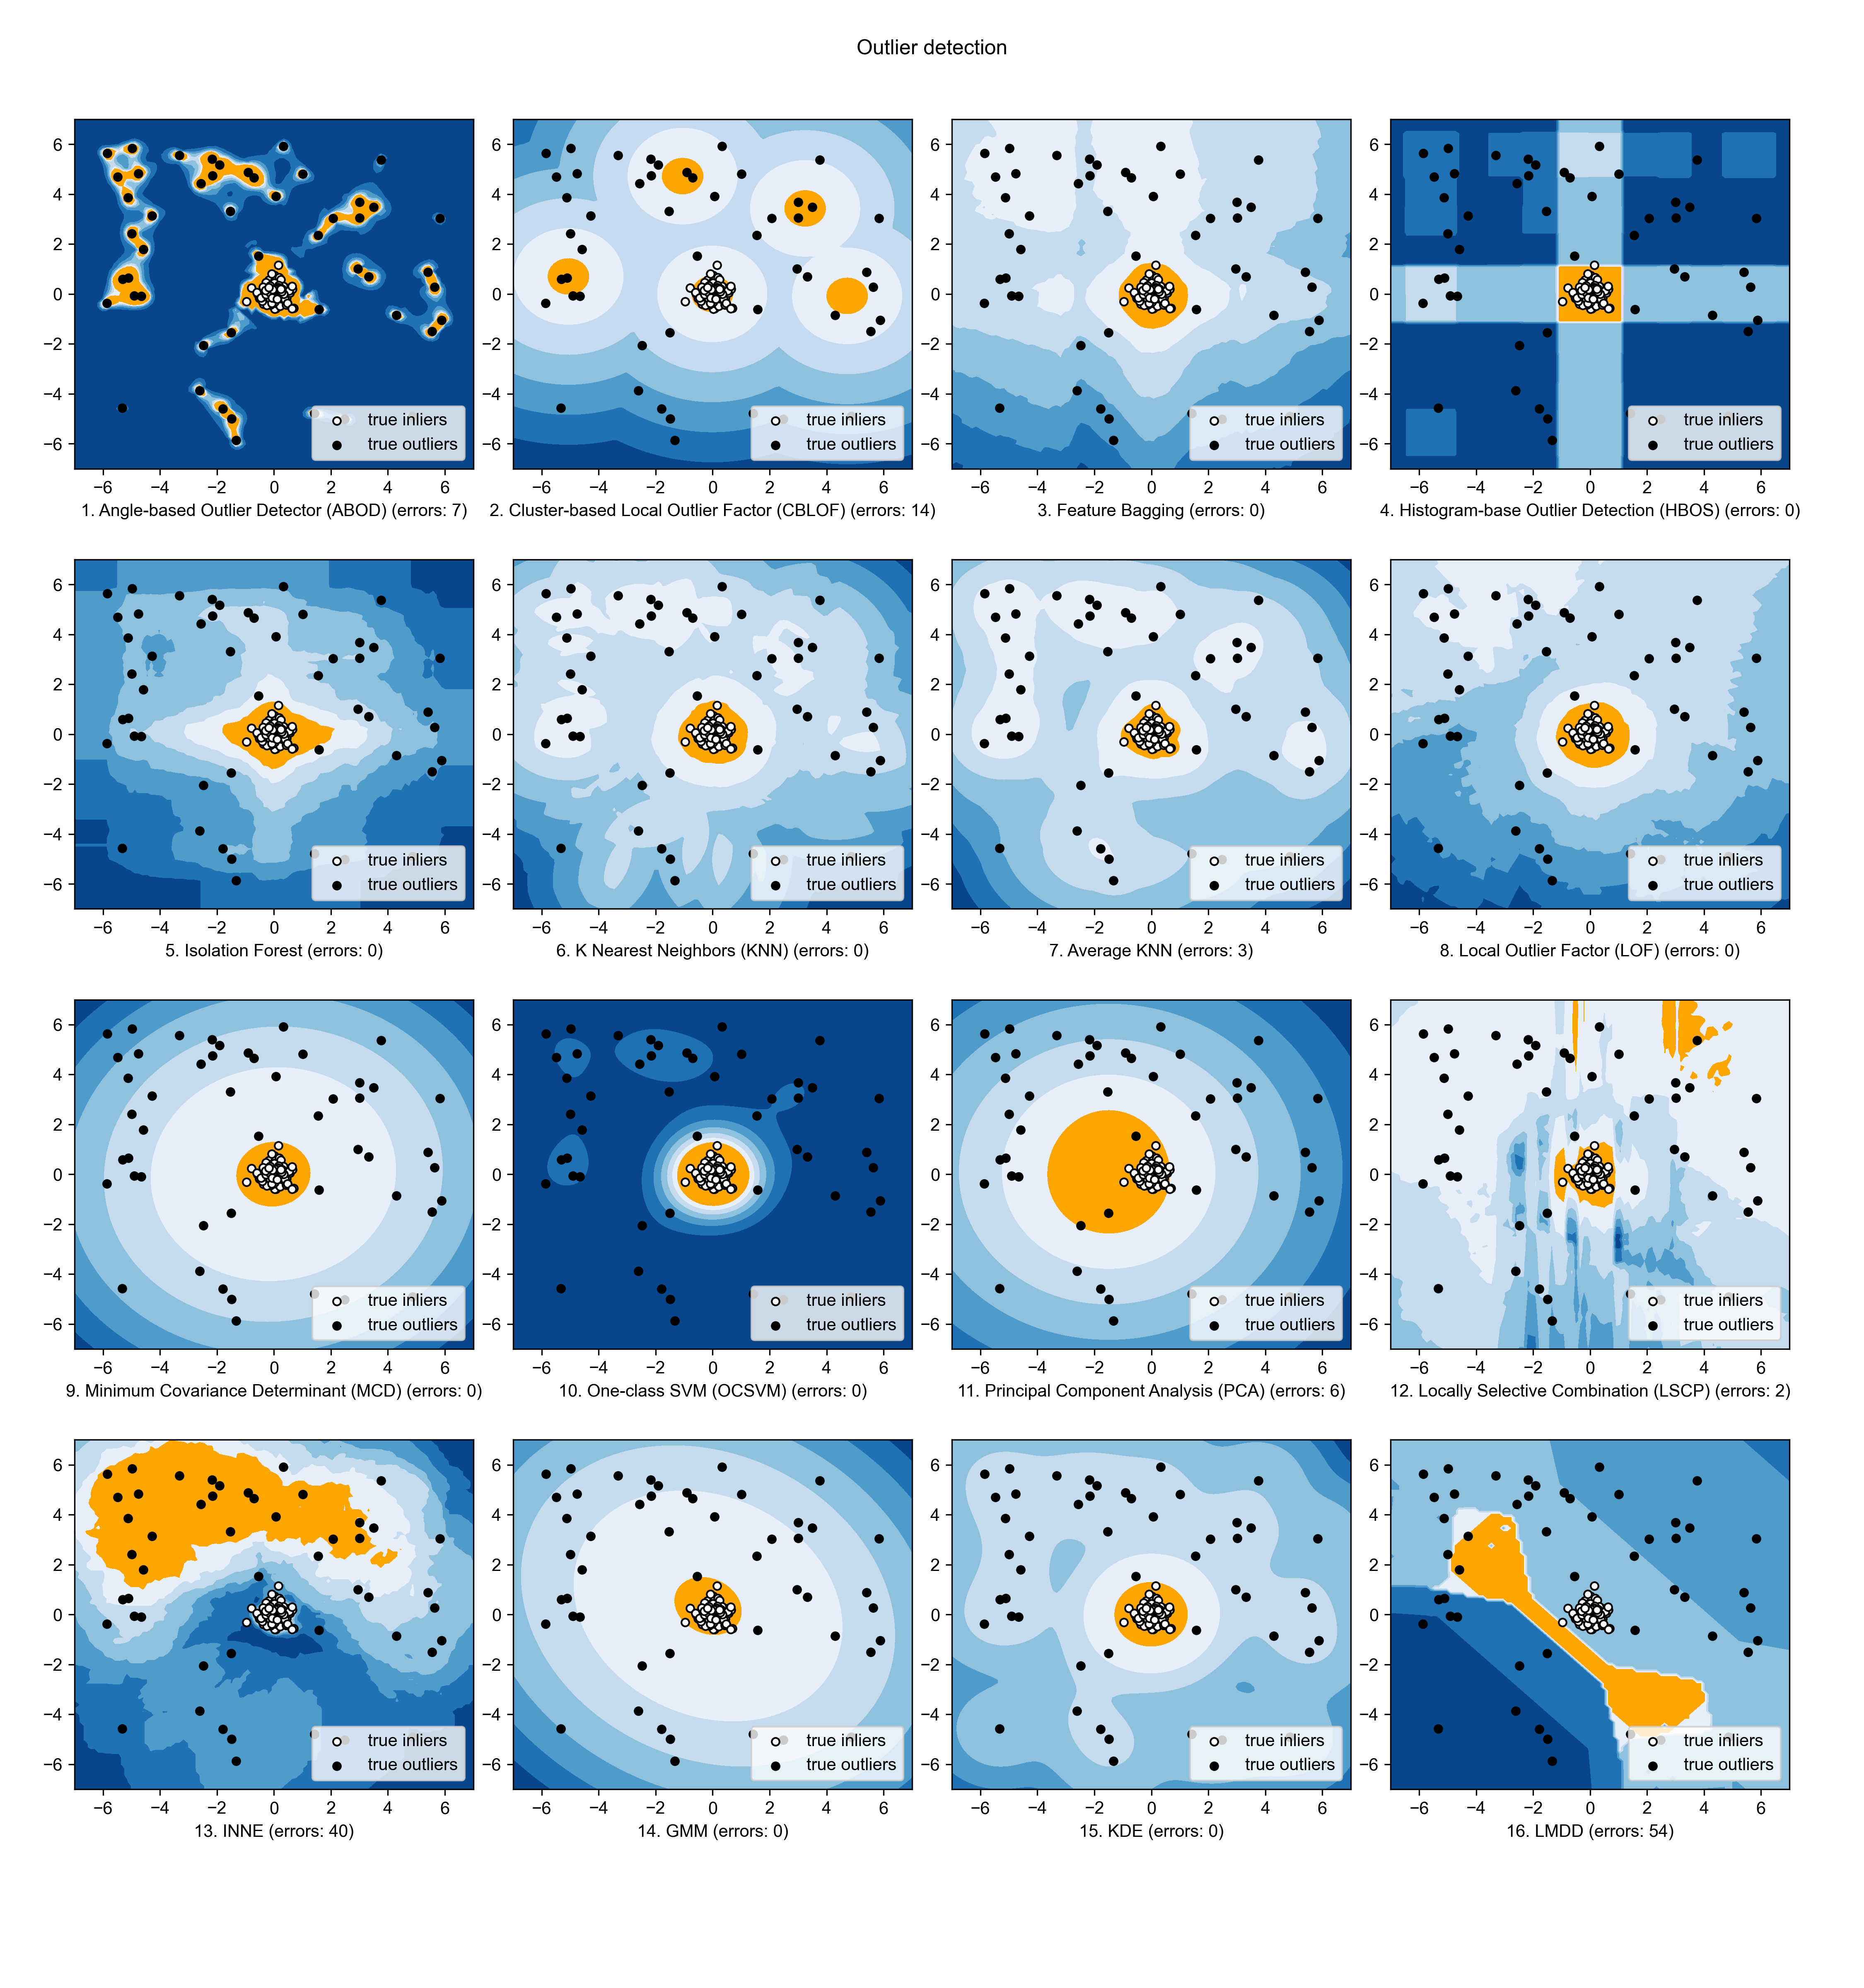 Outlier detection
6 6 6 6
4 4 4 4
2 2 2 2
0 0 0 0
−2 −2 −2 −2
−4 −4 −4 −4
true inliers true inliers true inliers true inliers
−6 true outliers −6 true outliers −6 true outliers −6 true outliers
−6 −4 −2 0 2 4 6 −6 −4 −2 0 2 4 6 −6 −4 −2 0 2 4 6 −6 −4 −2 0 2 4 6
1. Angle-based Outlier Detector (ABOD) (errors: 7) 2. Cluster-based Local Outlier Factor (CBLOF) (errors: 14) 3. Feature Bagging (errors: 0) 4. Histogram-base Outlier Detection (HBOS) (errors: 0)
6 6 6 6
4 4 4 4
2 2 2 2
0 0 0 0
−2 −2 −2 −2
−4 −4 −4 −4
true inliers true inliers true inliers true inliers
−6 true outliers −6 true outliers −6 true outliers −6 true outliers
−6 −4 −2 0 2 4 6 −6 −4 −2 0 2 4 6 −6 −4 −2 0 2 4 6 −6 −4 −2 0 2 4 6
5. Isolation Forest (errors: 0) 6. K Nearest Neighbors (KNN) (errors: 0) 7. Average KNN (errors: 3) 8. Local Outlier Factor (LOF) (errors: 0)
6 6 6 6
4 4 4 4
2 2 2 2
0 0 0 0
−2 −2 −2 −2
−4 −4 −4 −4
true inliers true inliers true inliers true inliers
−6 true outliers −6 true outliers −6 true outliers −6 true outliers
−6 −4 −2 0 2 4 6 −6 −4 −2 0 2 4 6 −6 −4 −2 0 2 4 6 −6 −4 −2 0 2 4 6
9. Minimum Covariance Determinant (MCD) (errors: 0) 10. One-class SVM (OCSVM) (errors: 0) 11. Principal Component Analysis (PCA) (errors: 6) 12. Locally Selective Combination (LSCP) (errors: 2)
6 6 6 6
4 4 4 4
2 2 2 2
0 0 0 0
−2 −2 −2 −2
−4 −4 −4 −4
true inliers true inliers true inliers true inliers
−6 true outliers −6 true outliers −6 true outliers −6 true outliers
−6 −4 −2 0 2 4 6 −6 −4 −2 0 2 4 6 −6 −4 −2 0 2 4 6 −6 −4 −2 0 2 4 6
13. INNE (errors: 40) 14. GMM (errors: 0) 15. KDE (errors: 0) 16. LMDD (errors: 54)